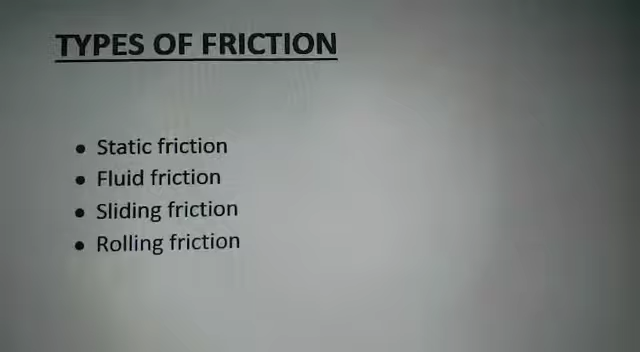 TYPES OF FRICTION
• Static friction
• Fluid friction
• Sliding friction
• Rolling friction